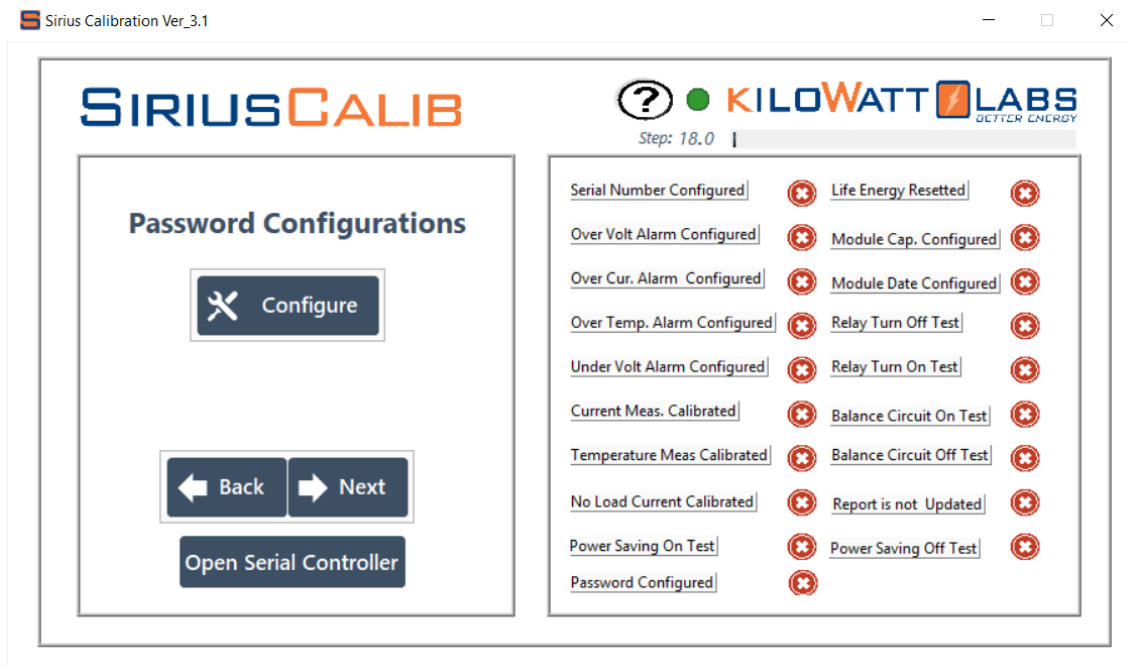 Sirius Calibration Ver_3.1
SIRIUSCALIB
?
KILOWATT LABS
BETTER ENERGY
Step: 18.0
Password Configurations
Configure
Back
Next
Open Serial Controller
Serial Number Configured
Life Energy Resetted
Over Volt Alarm Configured
Module Cap. Configured
Over Cur. Alarm  Configured
Module Date Configured
Over Temp. Alarm Configured
Relay Turn Off Test
Under Volt Alarm Configured
Relay Turn On Test
Current Meas. Calibrated
Balance Circuit On Test
Temperature Meas Calibrated
Balance Circuit Off Test
No Load Current Calibrated
Report is not  Updated
Power Saving On Test
Power Saving Off Test
Password Configured